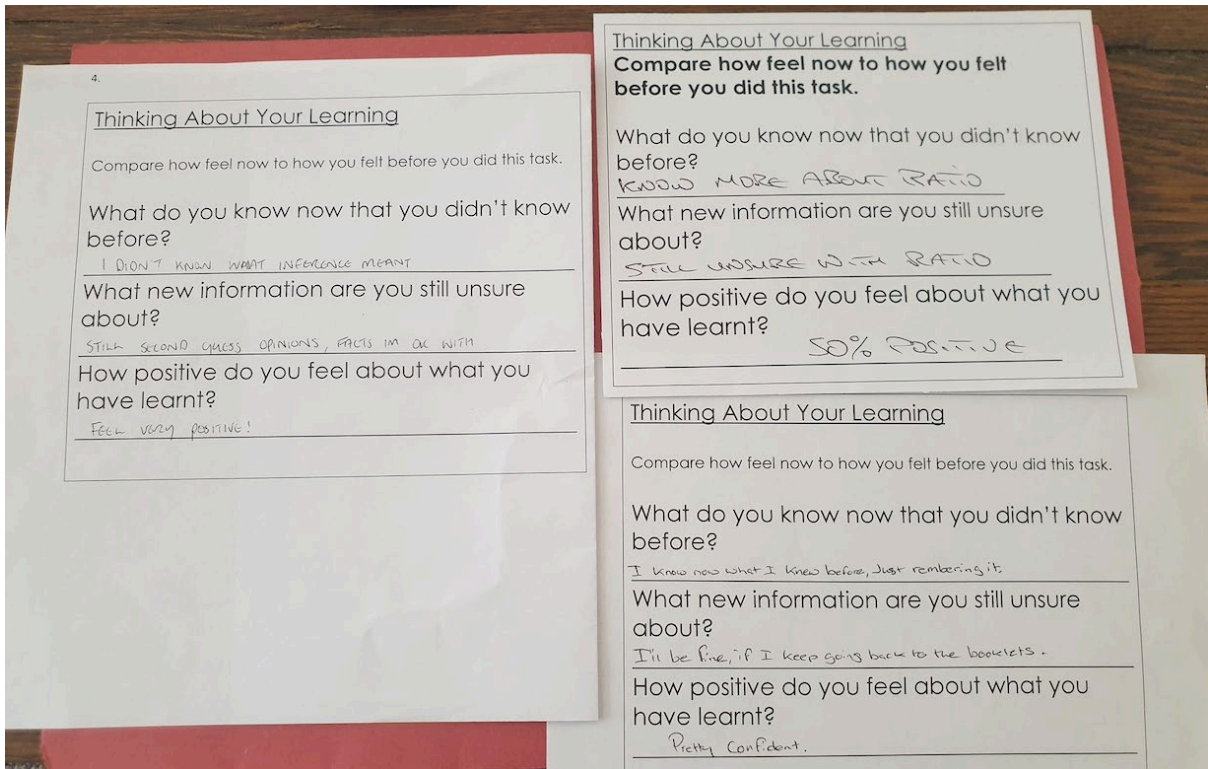 4.
Thinking About Your Learning
Compare how feel now to how you felt before you did this task.
What do you know now that you didn't know
before?
I DIDN'T KNOW WHAT INFERENCE MEANT
What new information are you still unsure
about?
STILL SECOND GUESS OPINIONS, FACTS IM OK WITH
How positive do you feel about what you
have learnt?
FEEL VERY POSITIVE!
Thinking About Your Learning
Compare how feel now to how you felt
before you did this task.
What do you know now that you didn't know
before?
KNOW MORE ABOUT RATIO
What new information are you still unsure
about?
STILL UNSURE WITH RATIO
How positive do you feel about what you
have learnt?
50% POSITIVE
Thinking About Your Learning
Compare how feel now to how you felt before you did this task.
What do you know now that you didn't know
before?
I know now what I knew before, Just rembering it.
What new information are you still unsure
about?
I'll be fine, if I keep going back to the booklets.
How positive do you feel about what you
have learnt?
Pretty Confident.